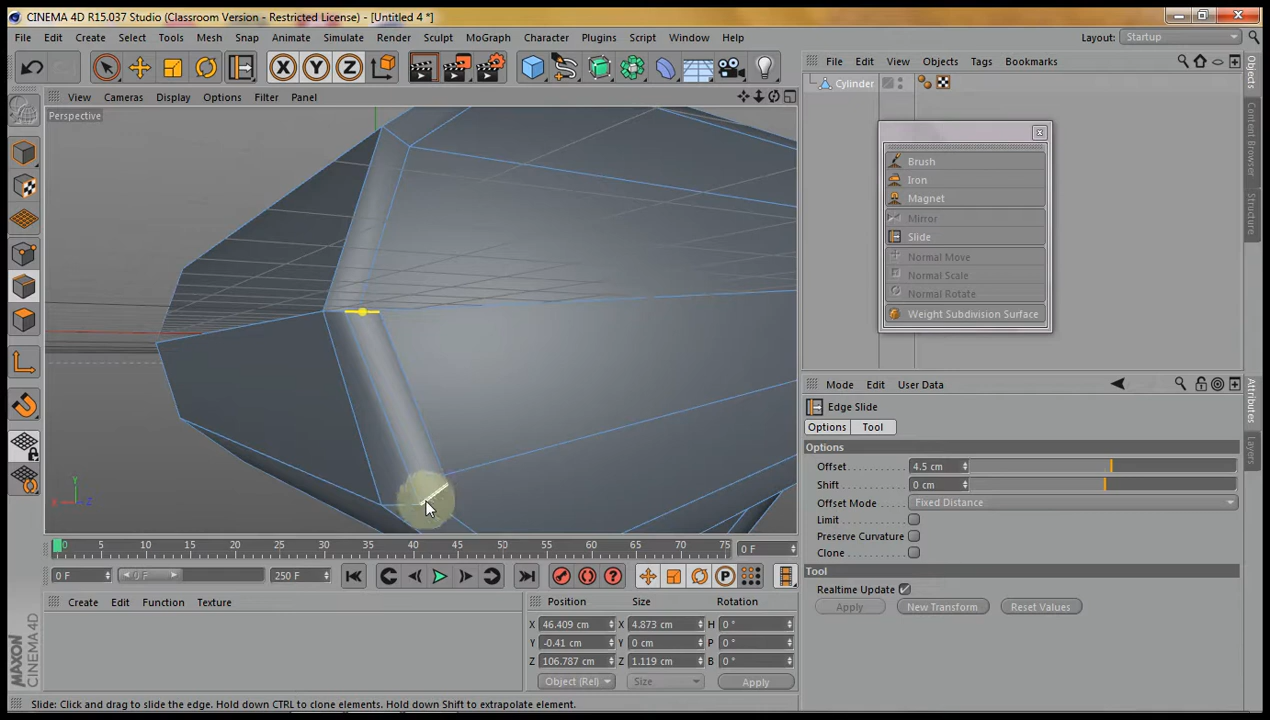 CINEMA 4D R15.037 Studio (Classroom Version - Restricted License) - [Untitled 4 *]
File Edit Create Select Tools Mesh Snap Animate Simulate Render Sculpt MoGraph Character Plugins Script Window Help
Layout: Startup
X Y Z
View Cameras Display Options Filter Panel
File Edit View Objects Tags Bookmarks
Perspective
Cylinder
Brush
Iron
Magnet
Mirror
Slide
Normal Move
Normal Scale
Normal Rotate
Weight Subdivision Surface
Objects
Content Browser
Structure
Mode Edit User Data
Edge Slide
Options Tool
Options
Offset 4.5 cm
Shift 0 cm
Offset Mode Fixed Distance
Limit
Preserve Curvature
Clone
Tool
Realtime Update
Apply New Transform Reset Values
Attributes
Layers
Y
X Z
0 5 10 15 20 25 30 35 40 45 50 55 60 65 70 75 0 F
0 F 0 F 250 F P
Create Edit Function Texture
Position Size Rotation
X 46.409 cm X 4.873 cm H 0 °
Y -0.41 cm Y 0 cm P 0 °
Z 106.787 cm Z 1.119 cm B 0 °
Object (Rel) Size Apply
MAXON
CINEMA 4D
Slide: Click and drag to slide the edge. Hold down CTRL to clone elements. Hold down Shift to extrapolate element.